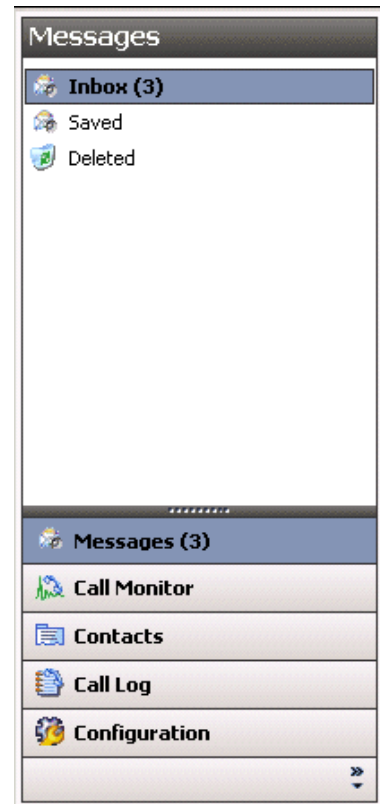 Messages
Inbox (3)
Saved
Deleted
Messages (3)
Call Monitor
Contacts
Call Log
Configuration